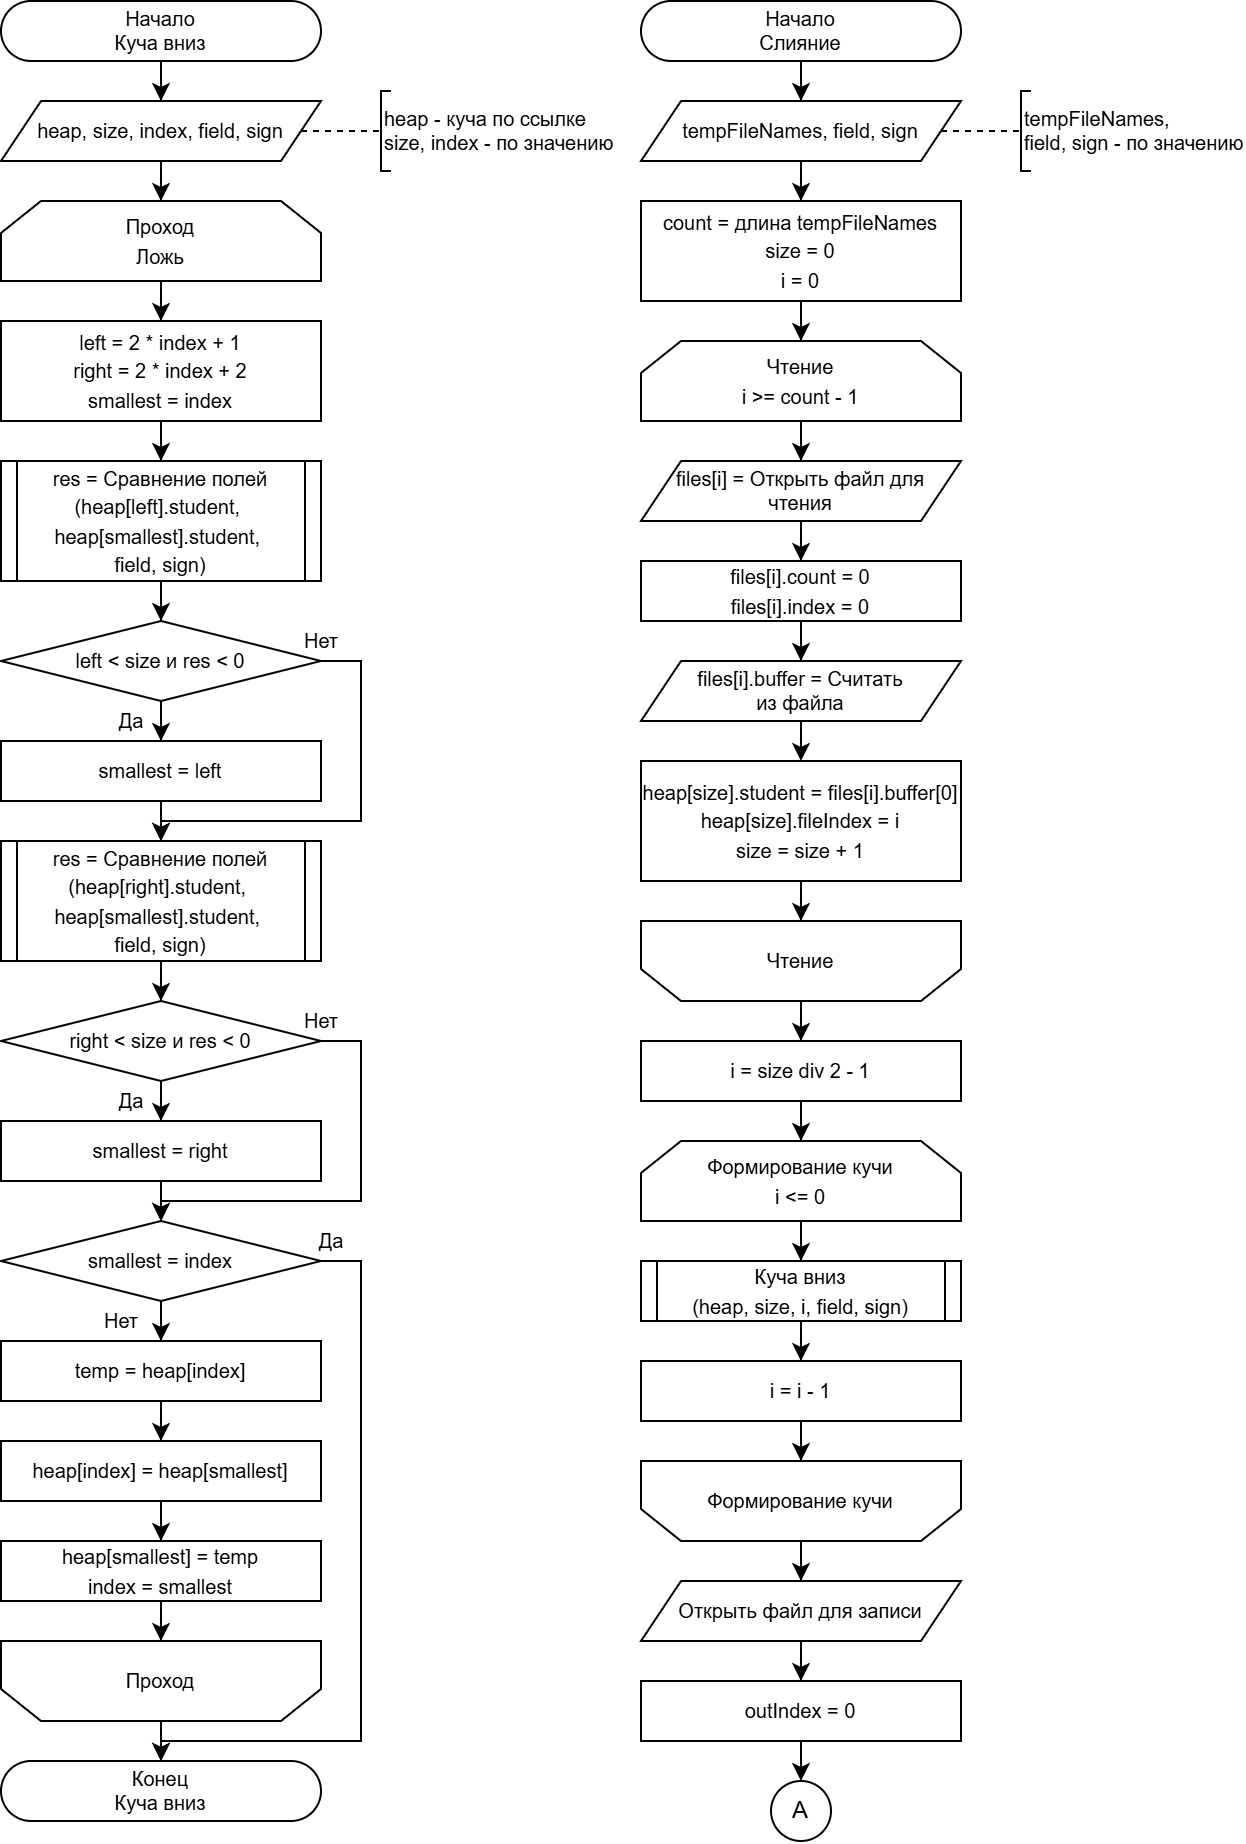 Начало
Куча вниз
heap, size, index, field, sign
heap - куча по ссылке
size, index - по значению
Проход
Ложь
left = 2 * index + 1
right = 2 * index + 2
smallest = index
res = Сравнение полей
(heap[left].student,
heap[smallest].student,
field, sign)
Нет
left < size и res < 0
Да
smallest = left
res = Сравнение полей
(heap[right].student,
heap[smallest].student,
field, sign)
Нет
right < size и res < 0
Да
smallest = right
Да
smallest = index
Нет
temp = heap[index]
heap[index] = heap[smallest]
heap[smallest] = temp
index = smallest
Проход
Конец
Куча вниз
Начало
Слияние
tempFileNames, field, sign
tempFileNames,
field, sign - по значению
count = длина tempFileNames
size = 0
i = 0
Чтение
i >= count - 1
files[i] = Открыть файл для
чтения
files[i].count = 0
files[i].index = 0
files[i].buffer = Считать
из файла
heap[size].student = files[i].buffer[0]
heap[size].fileIndex = i
size = size + 1
Чтение
i = size div 2 - 1
Формирование кучи
i <= 0
Куча вниз
(heap, size, i, field, sign)
i = i - 1
Формирование кучи
Открыть файл для записи
outIndex = 0
A